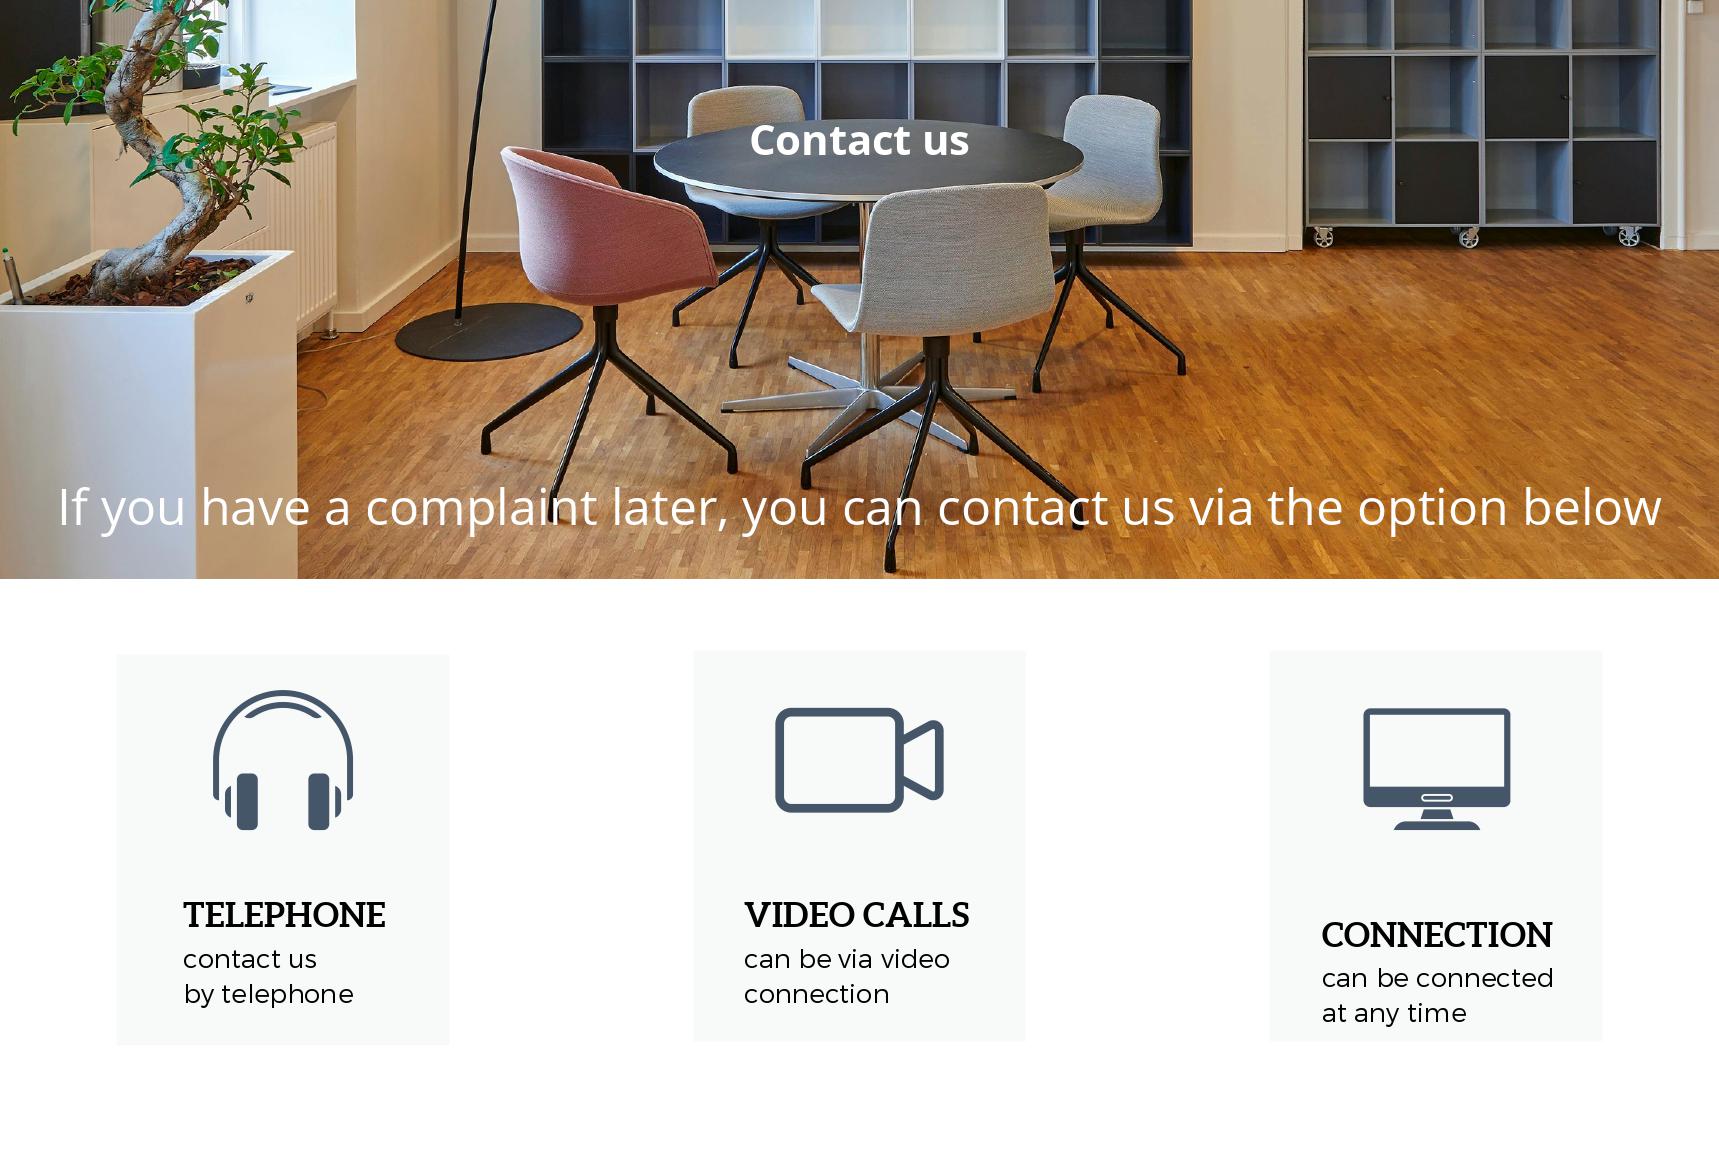 Contact us
If you have a complaint later, you can contact us via the option below
TELEPHONE
contact us
by telephone
VIDEO CALLS
can be via video
connection
CONNECTION
can be connected
at any time